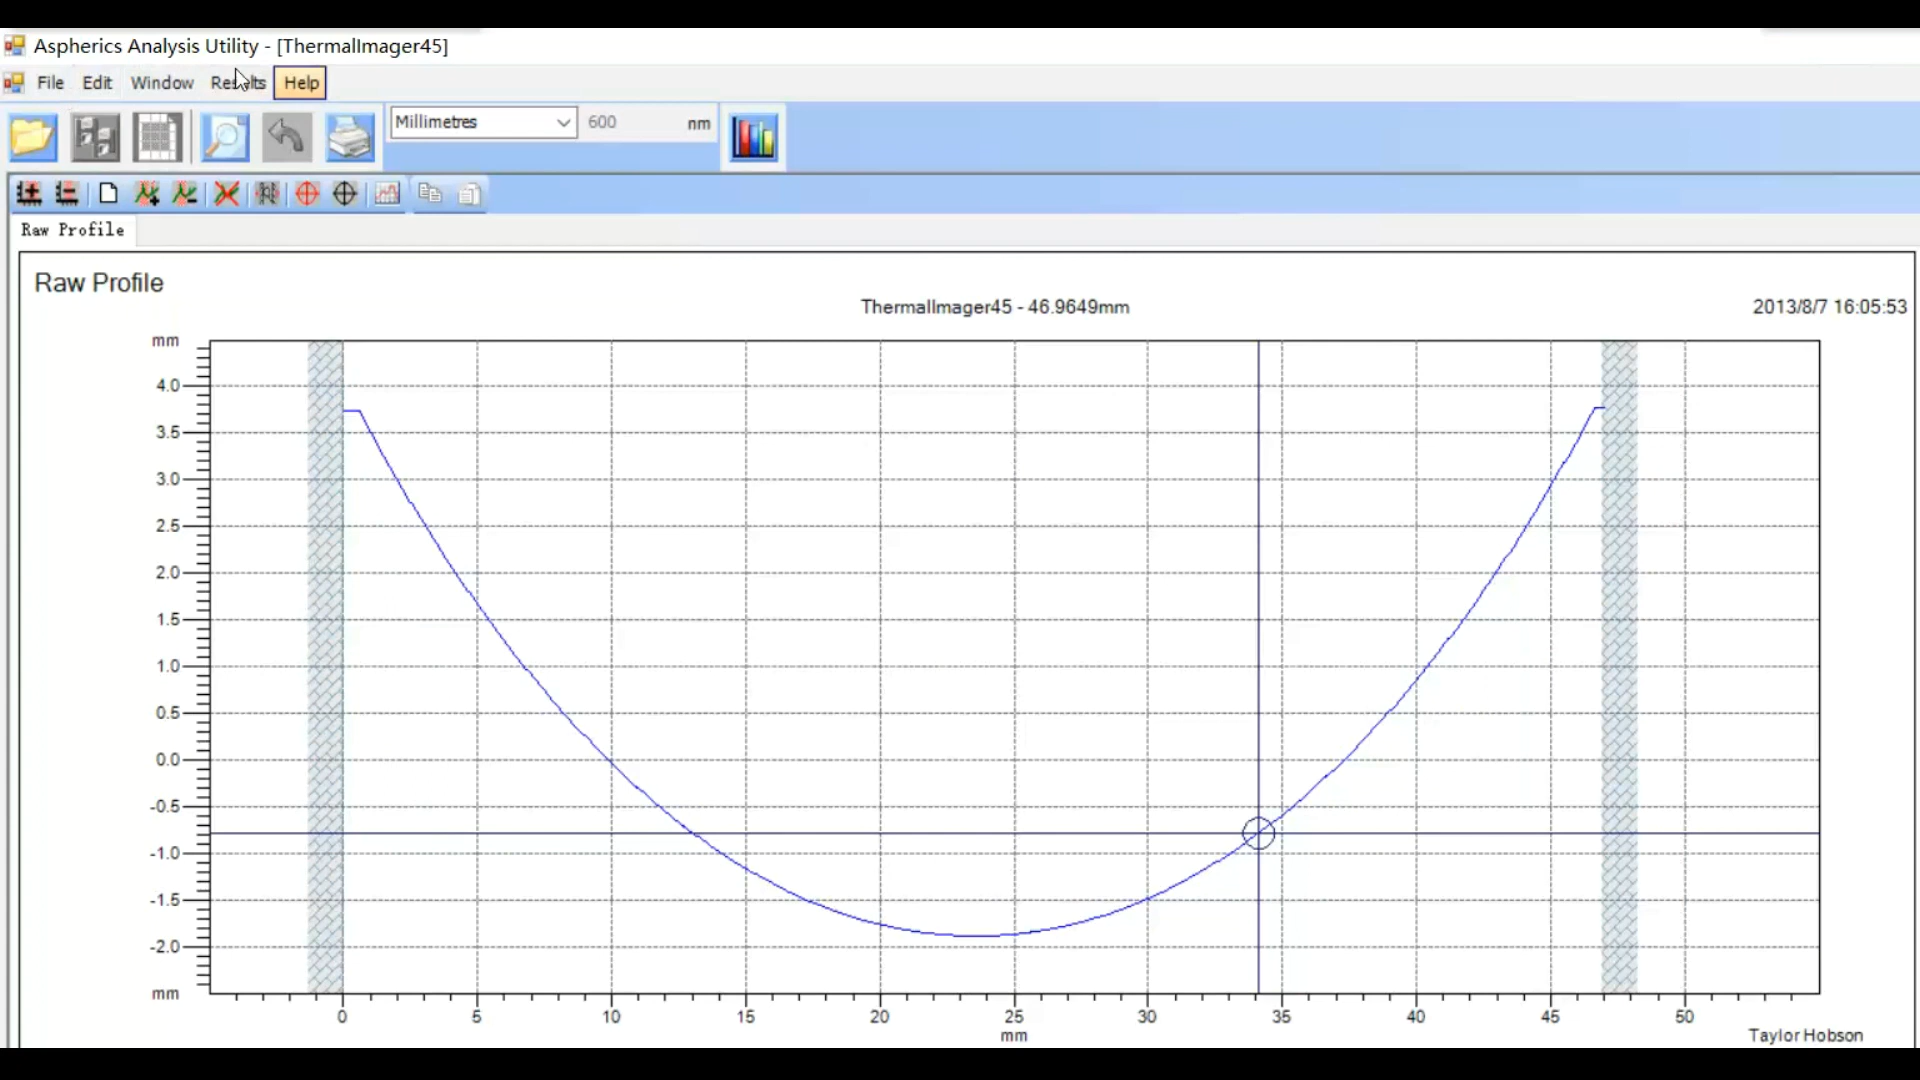 Aspherics Analysis Utility - [ThermalImager45]
File Edit Window Results Help
Millimetres 600 nm
Raw Profile
Raw Profile
ThermalImager45 - 46.9649mm 2013/8/7 16:05:53
mm
4.0
3.5
3.0
2.5
2.0
1.5
1.0
0.5
0.0
-0.5
-1.0
-1.5
-2.0
mm
0 5 10 15 20 25 30 35 40 45 50
mm
Taylor Hobson